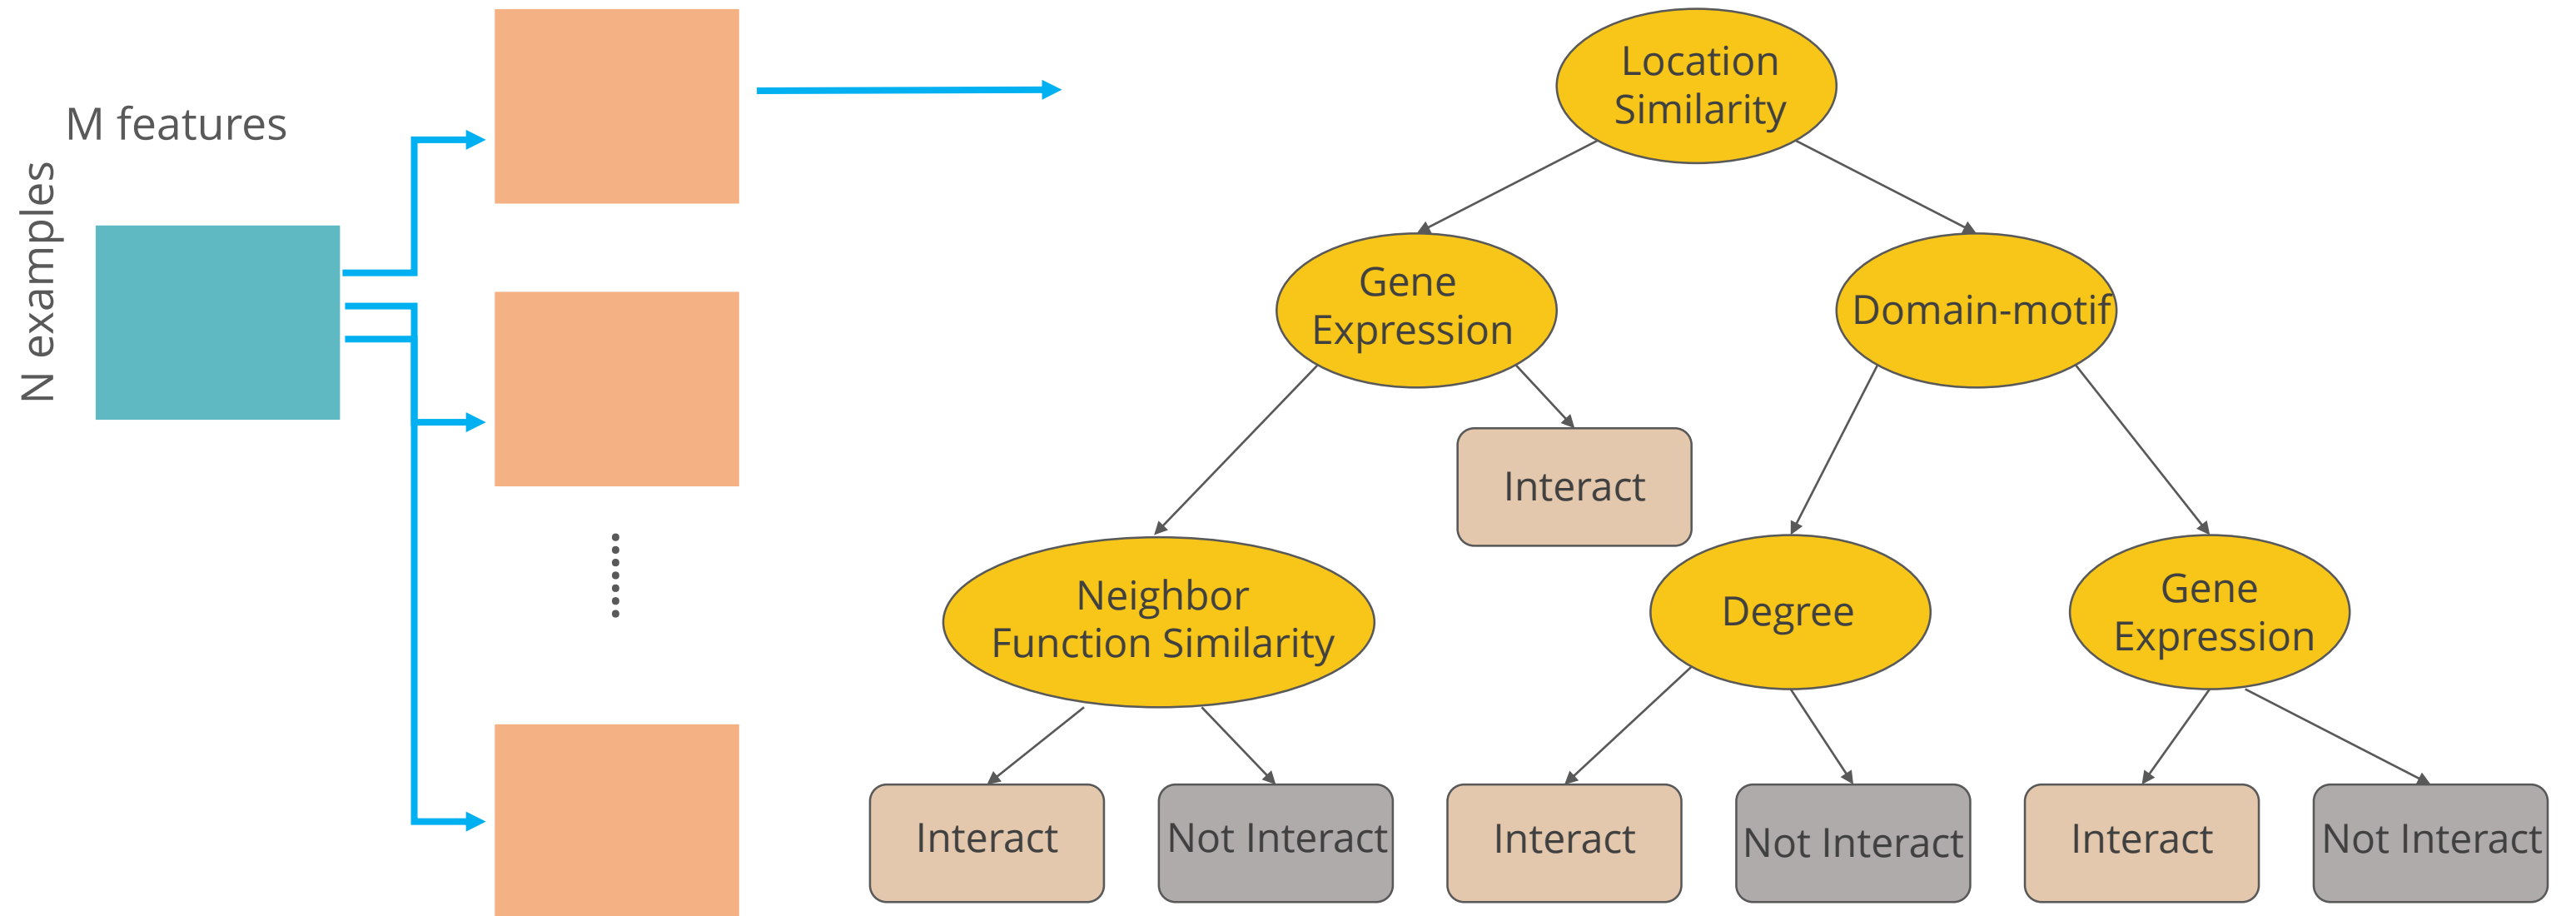 M features
N examples
Location
Similarity
Gene
Expression
Domain-motif
Interact
Neighbor
Function Similarity
Degree
Gene
Expression
Interact
Not Interact
Interact
Not Interact
Interact
Not Interact